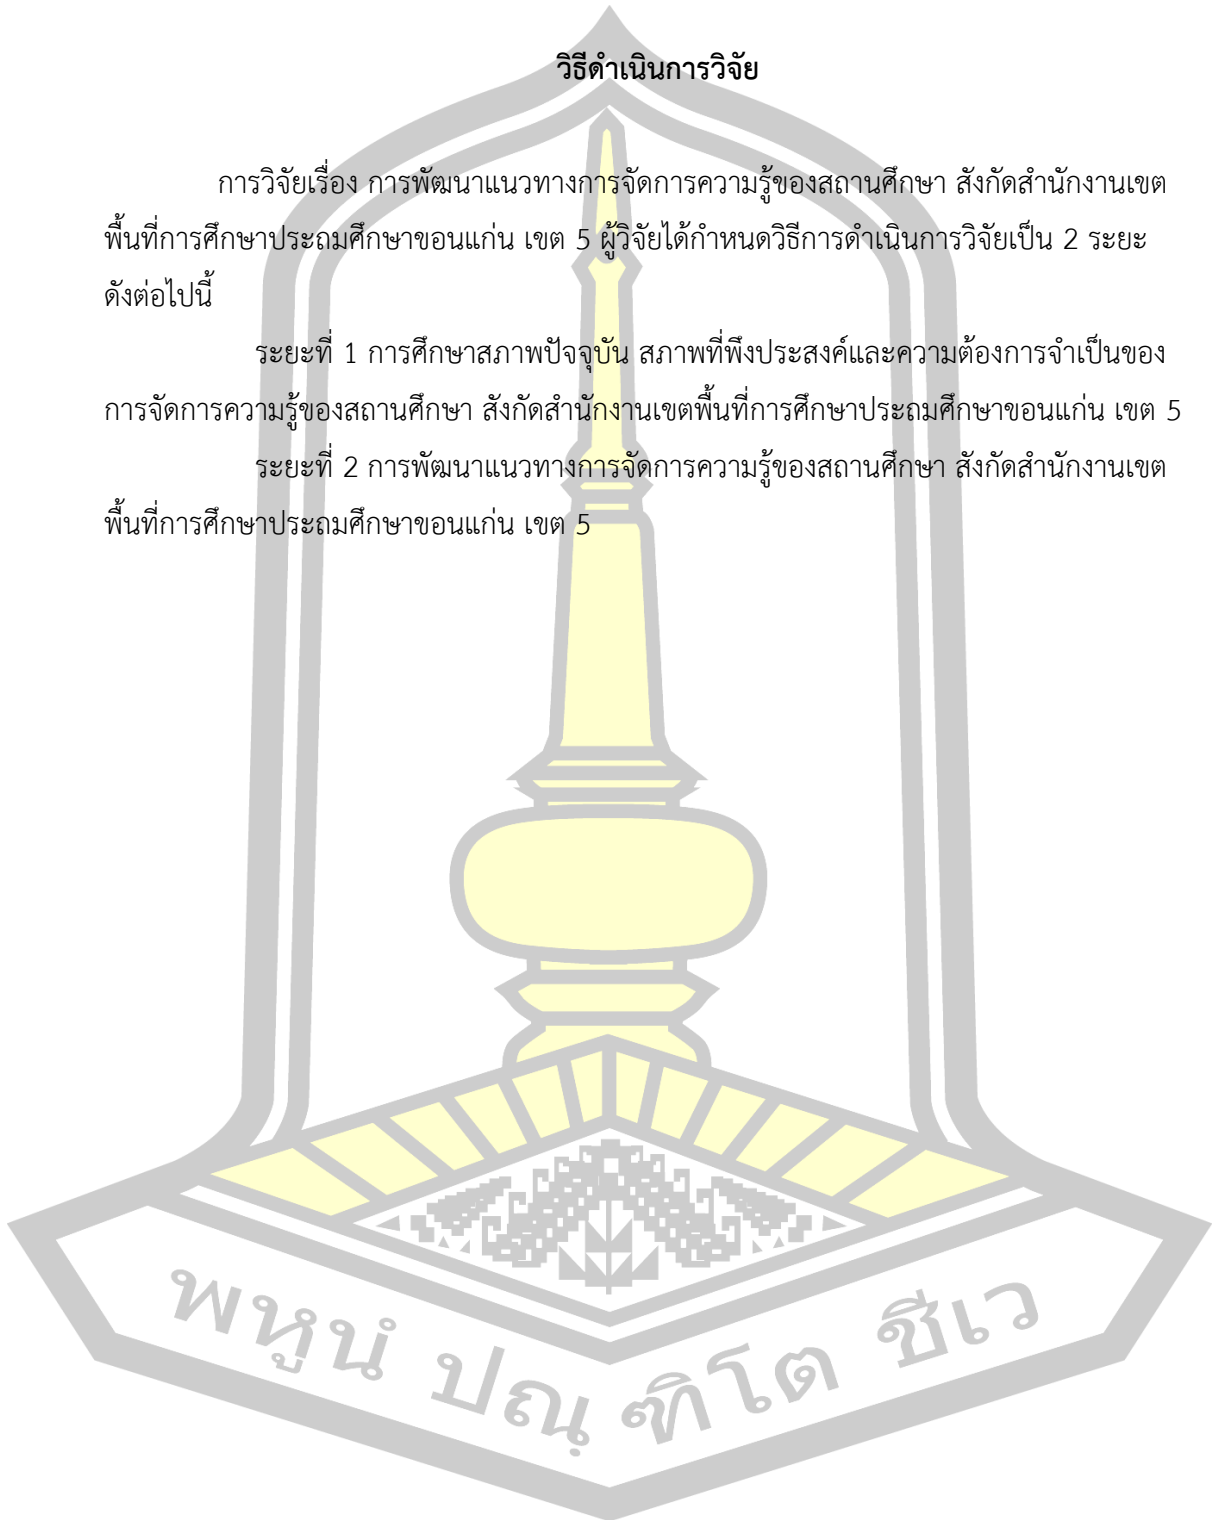 วิธีดำเนินการวิจัย
การวิจัยเรื่อง การพัฒนาแนวทางการจัดการความรู้ของสถานศึกษา สังกัดสำนักงานเขต
พื้นที่การศึกษาประถมศึกษาขอนแก่น เขต 5 ผู้วิจัยได้กำหนดวิธีการดำเนินการวิจัยเป็น 2 ระยะ
ดังต่อไปนี้
ระยะที่ 1 การศึกษาสภาพปัจจุบัน สภาพที่พึงประสงค์และความต้องการจำเป็นของ
การจัดการความรู้ของสถานศึกษา สังกัดสำนักงานเขตพื้นที่การศึกษาประถมศึกษาขอนแก่น เขต 5
ระยะที่ 2 การพัฒนาแนวทางการจัดการความรู้ของสถานศึกษา สังกัดสำนักงานเขต
พื้นที่การศึกษาประถมศึกษาขอนแก่น เขต 5
พหูนํ ปณฺ ฑิโต ชีเว